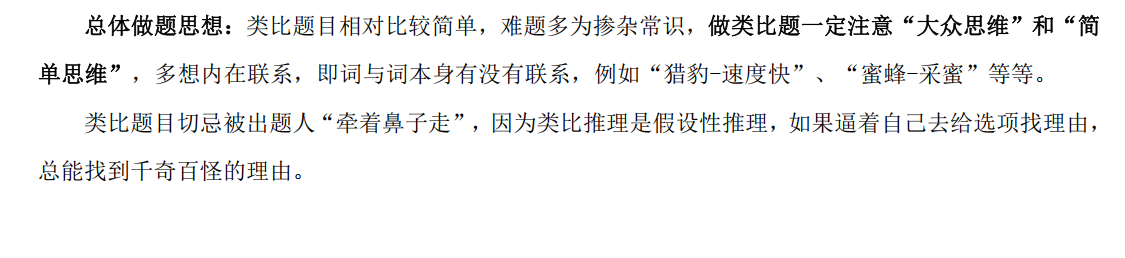 总体做题思想：类比题目相对比较简单，难题多为掺杂常识，做类比题一定注意“大众思维”和“简
单思维”，多想内在联系，即词与词本身有没有联系，例如“猎豹-速度快”、“蜜蜂-采蜜”等等。
类比题目切忌被出题人“牵着鼻子走”，因为类比推理是假设性推理，如果逼着自己去给选项找理由，
总能找到千奇百怪的理由。